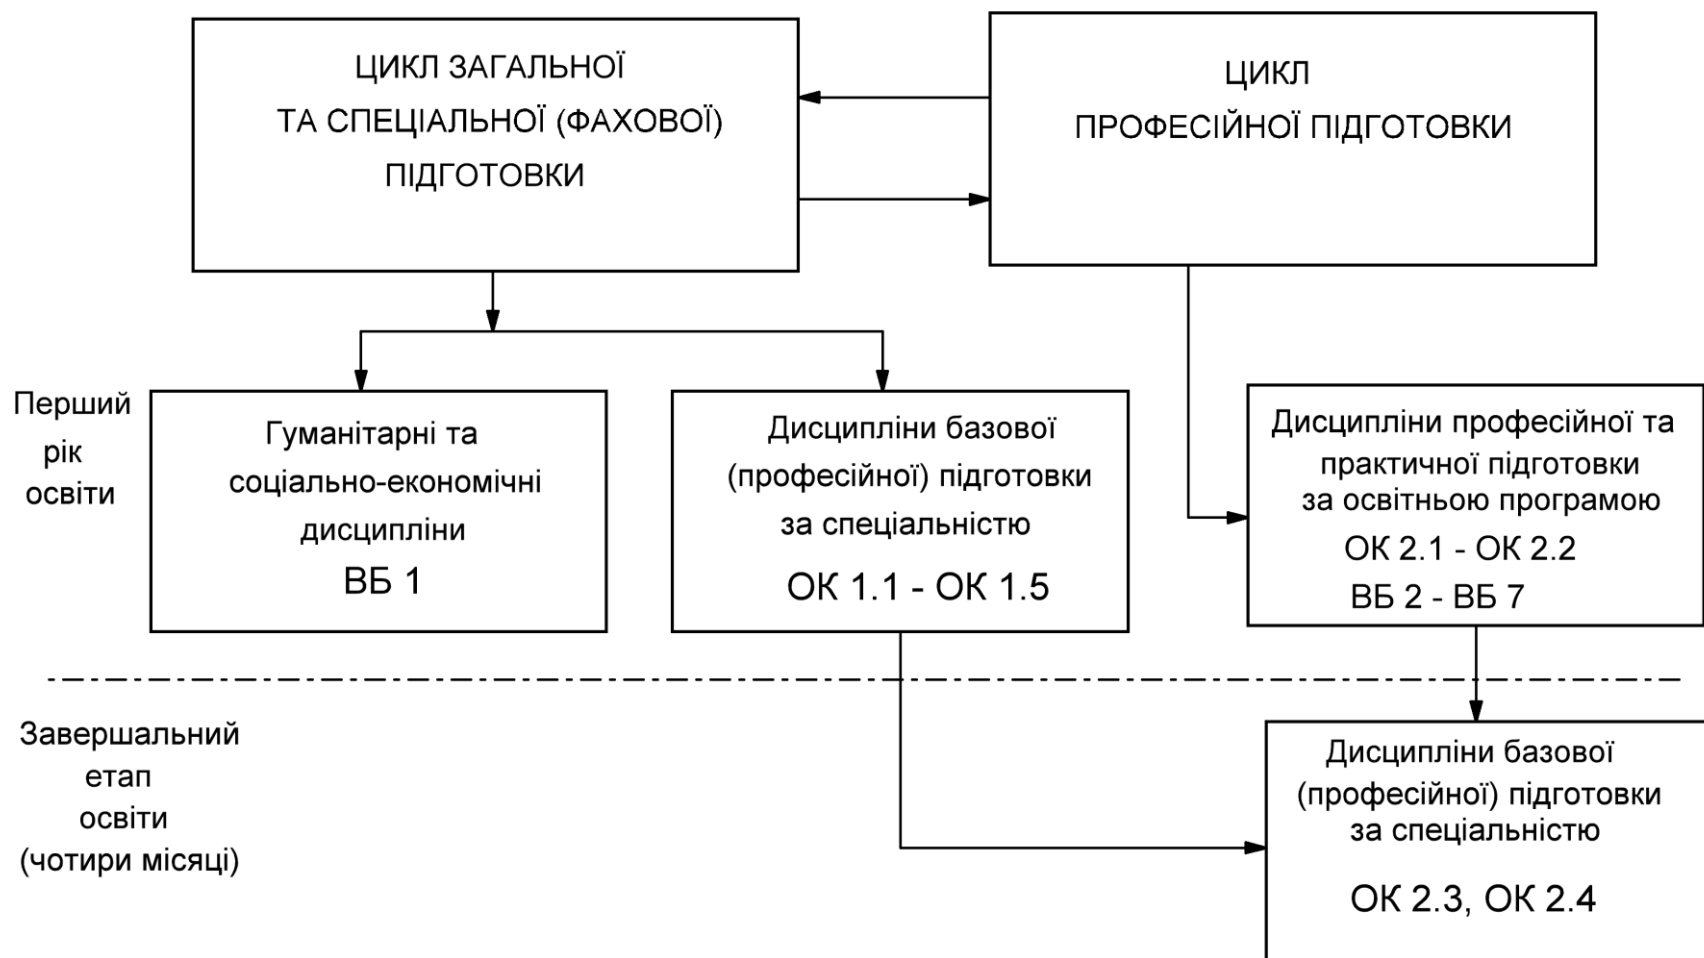 ЦИКЛ ЗАГАЛЬНОЇ
ТА СПЕЦІАЛЬНОЇ (ФАХОВОЇ)
ПІДГОТОВКИ
ЦИКЛ
ПРОФЕСІЙНОЇ ПІДГОТОВКИ
Перший
рік
освіти
Гуманітарні та
соціально-економічні
дисципліни
ВБ 1
Дисципліни базової
(професійної) підготовки
за спеціальністю
ОК 1.1 - ОК 1.5
Дисципліни професійної та
практичної підготовки
за освітньою програмою
ОК 2.1 - ОК 2.2
ВБ 2 - ВБ 7
Завершальний
етап
освіти
(чотири місяці)
Дисципліни базової
(професійної) підготовки
за спеціальністю
ОК 2.3, ОК 2.4